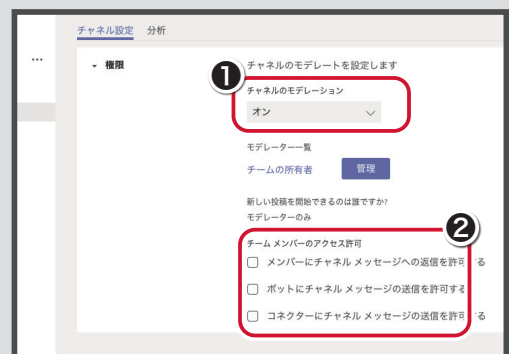 チャネル設定 分析
...
権限
チャネルのモデレートを設定します
1
チャネルのモデレーション
オン
モデレーター一覧
チームの所有者 管理
新しい投稿を開始できるのは誰ですか?
モデレーターのみ
2
チーム メンバーのアクセス許可
メンバーにチャネル メッセージへの返信を許可する
ボットにチャネル メッセージの送信を許可する
コネクターにチャネル メッセージの送信を許可する